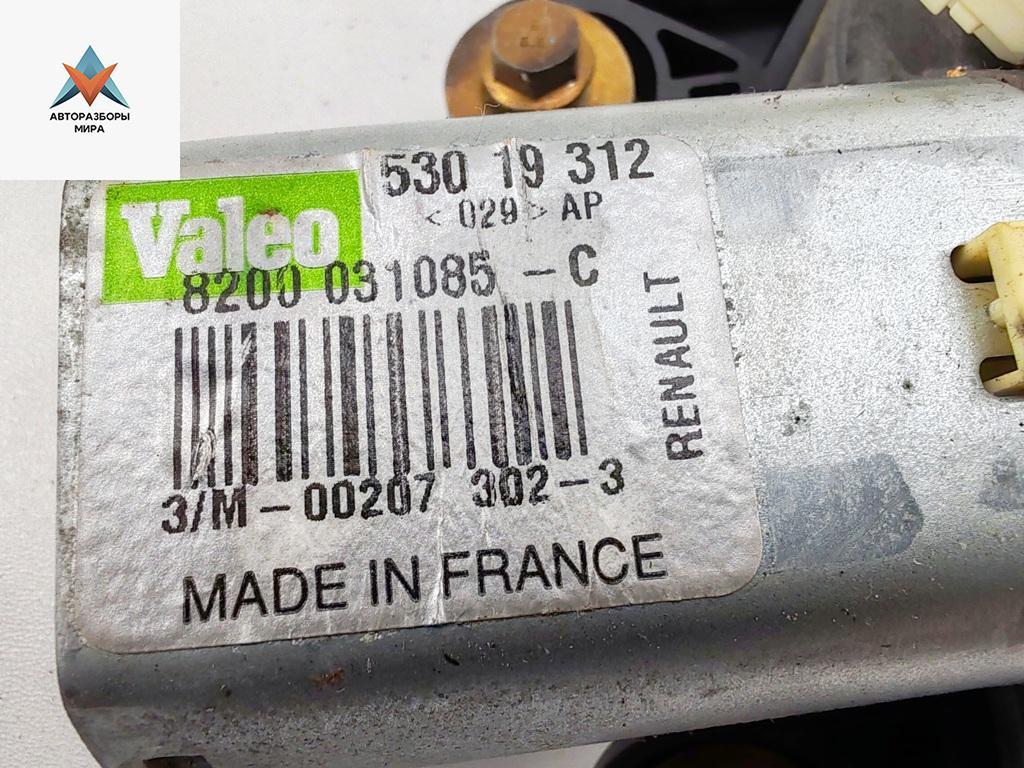 АВТОРАЗБОРЫ
МИРА
Valeo
530 19 312
<029> AP
8200 031085 - C
RENAULT
3/M - 00207 302 - 3
MADE IN FRANCE